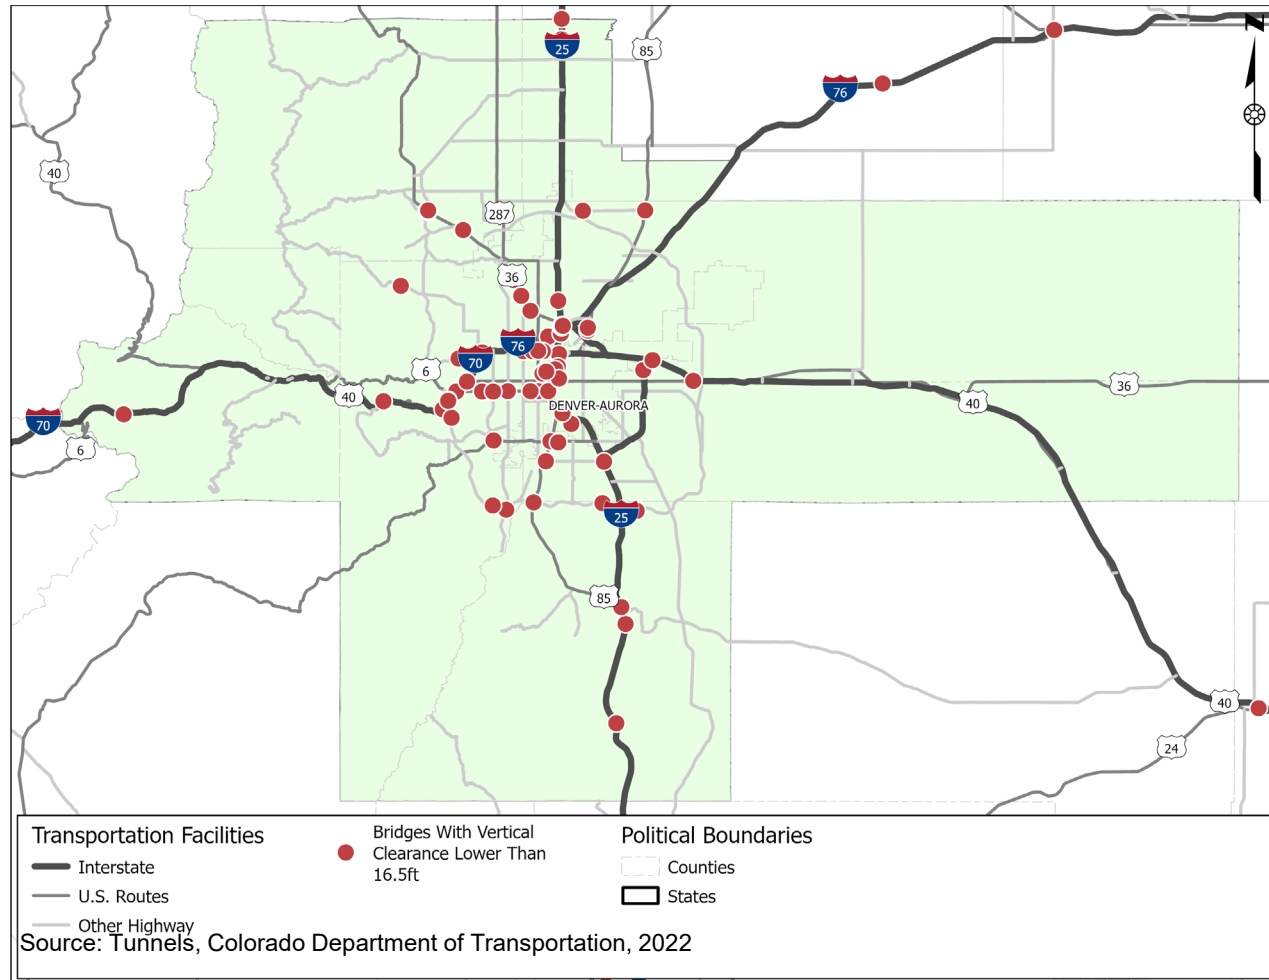 25
85
76
N
40
287
36
76
70
6
40
36
40
DENVER-AURORA
70
6
25
85
40
24
Transportation Facilities
Interstate
U.S. Routes
Other Highway
Bridges With Vertical
Clearance Lower Than
16.5ft
Political Boundaries
Counties
States
Source: Tunnels, Colorado Department of Transportation, 2022